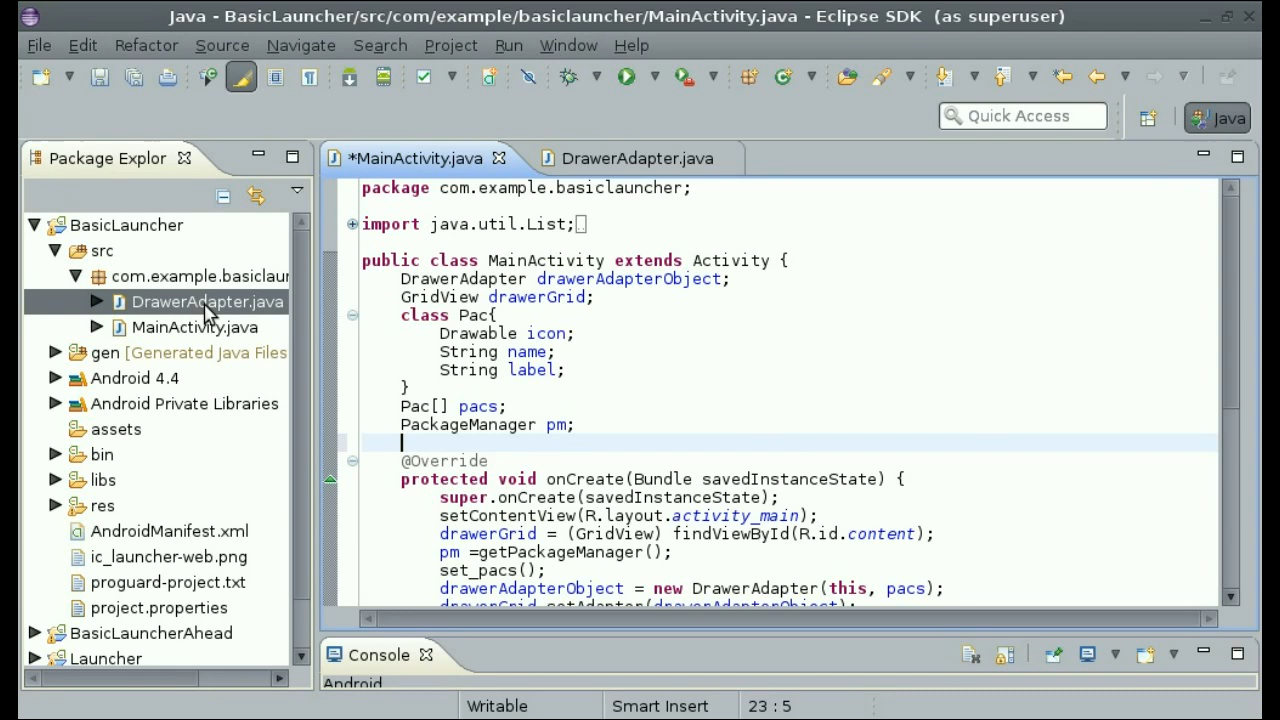 Java - BasicLauncher/src/com/example/basiclauncher/MainActivity.java - Eclipse SDK (as superuser)
File Edit Refactor Source Navigate Search Project Run Window Help
Quick Access
Java
Package Explor
*MainActivity.java
DrawerAdapter.java
BasicLauncher
src
com.example.basiclaun
DrawerAdapter.java
MainActivity.java
gen [Generated Java Files
Android 4.4
Android Private Libraries
assets
bin
libs
res
AndroidManifest.xml
ic_launcher-web.png
proguard-project.txt
project.properties
BasicLauncherAhead
Launcher
package com.example.basiclauncher;
import java.util.List;
public class MainActivity extends Activity {
DrawerAdapter drawerAdapterObject;
GridView drawerGrid;
class Pac{
Drawable icon;
String name;
String label;
}
Pac[] pacs;
PackageManager pm;
@Override
protected void onCreate(Bundle savedInstanceState) {
super.onCreate(savedInstanceState);
setContentView(R.layout.activity_main);
drawerGrid = (GridView) findViewById(R.id.content);
pm =getPackageManager();
set_pacs();
drawerAdapterObject = new DrawerAdapter(this, pacs);
drawerGrid.setAdapter(drawerAdapterObject);
Console
Android
Writable
Smart Insert
23 : 5